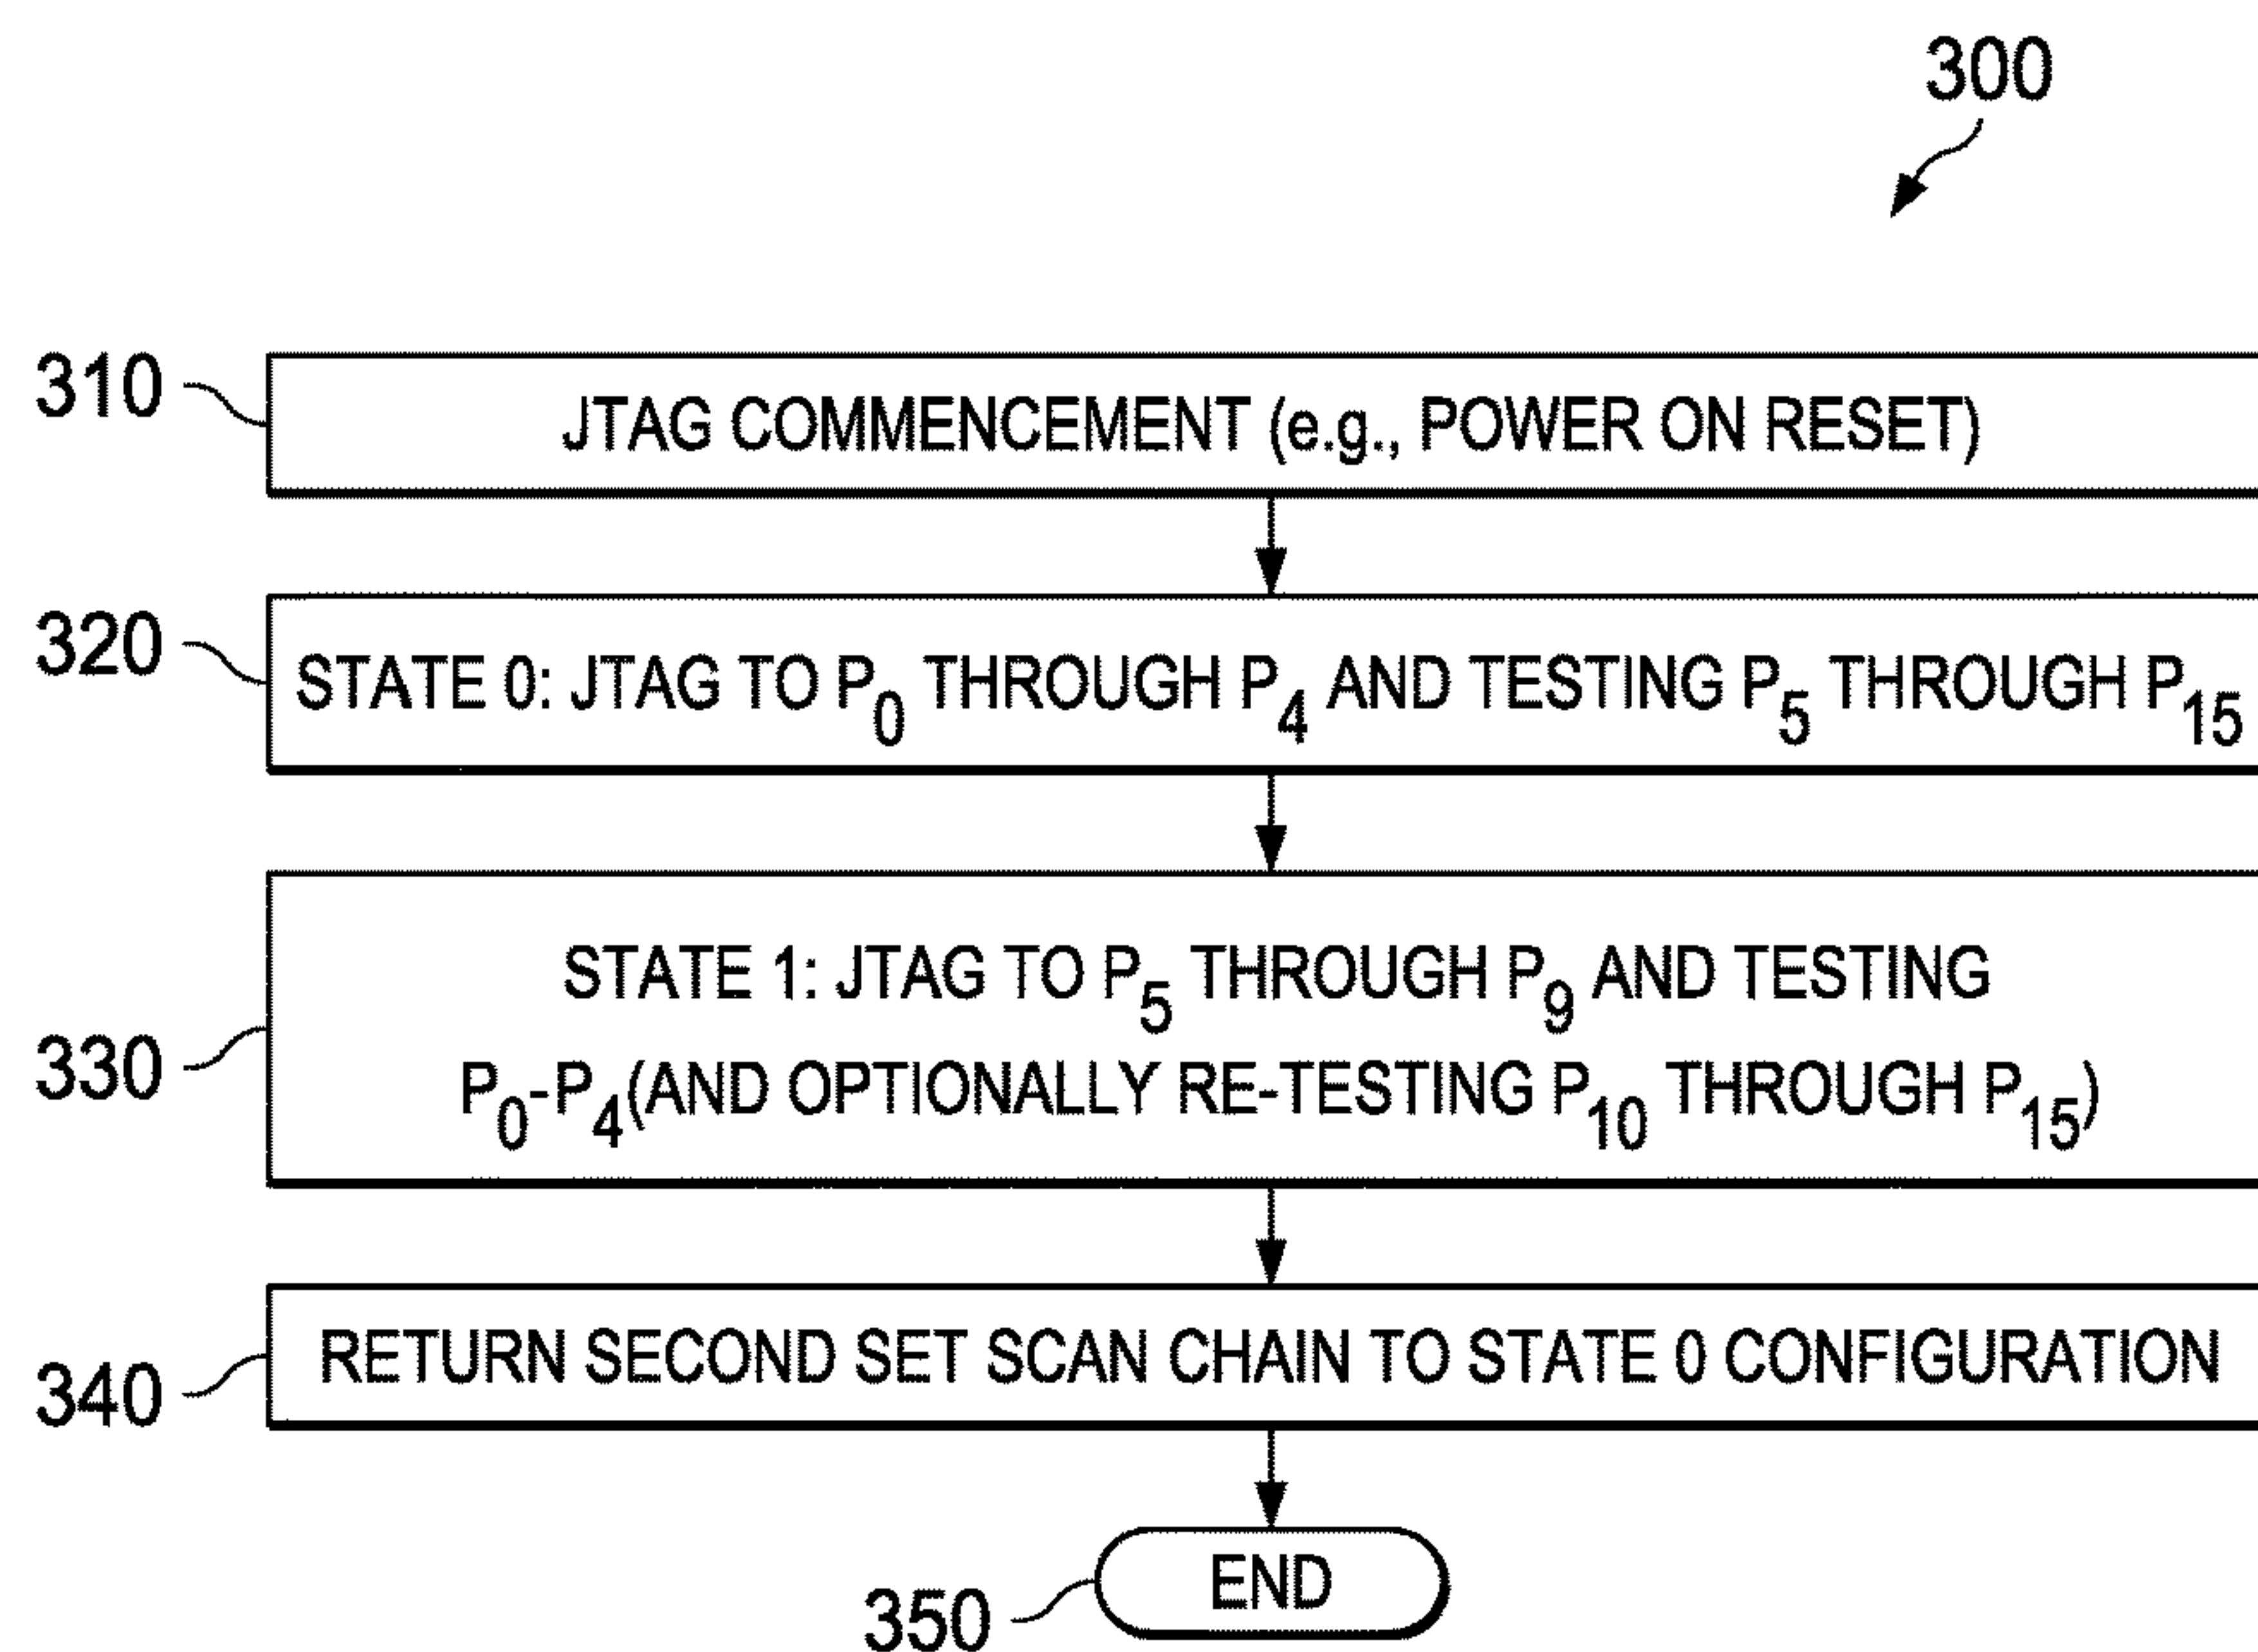 300
310
JTAG COMMENCEMENT (e.g., POWER ON RESET)
320
STATE 0: JTAG TO P0 THROUGH P4 AND TESTING P5 THROUGH P15
STATE 1: JTAG TO P5 THROUGH P9 AND TESTING
330
P0-P4(AND OPTIONALLY RE-TESTING P10 THROUGH P15)
RETURN SECOND SET SCAN CHAIN TO STATE 0 CONFIGURATION
340
END
350